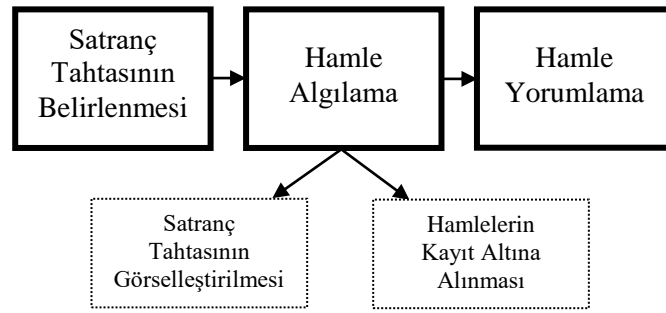 Satranç
Tahtasının
Belirlenmesi
Hamle
Algılama
Hamle
Yorumlama
Satranç
Tahtasının
Görselleştirilmesi
Hamlelerin
Kayıt Altına
Alınması